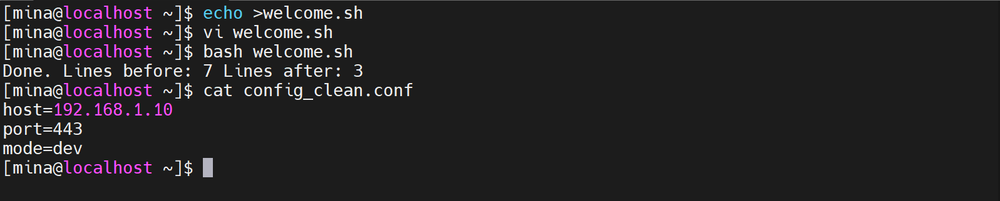 [mina@localhost ~]$ echo >welcome.sh
[mina@localhost ~]$ vi welcome.sh
[mina@localhost ~]$ bash welcome.sh
Done. Lines before: 7 Lines after: 3
[mina@localhost ~]$ cat config_clean.conf
host=192.168.1.10
port=443
mode=dev
[mina@localhost ~]$